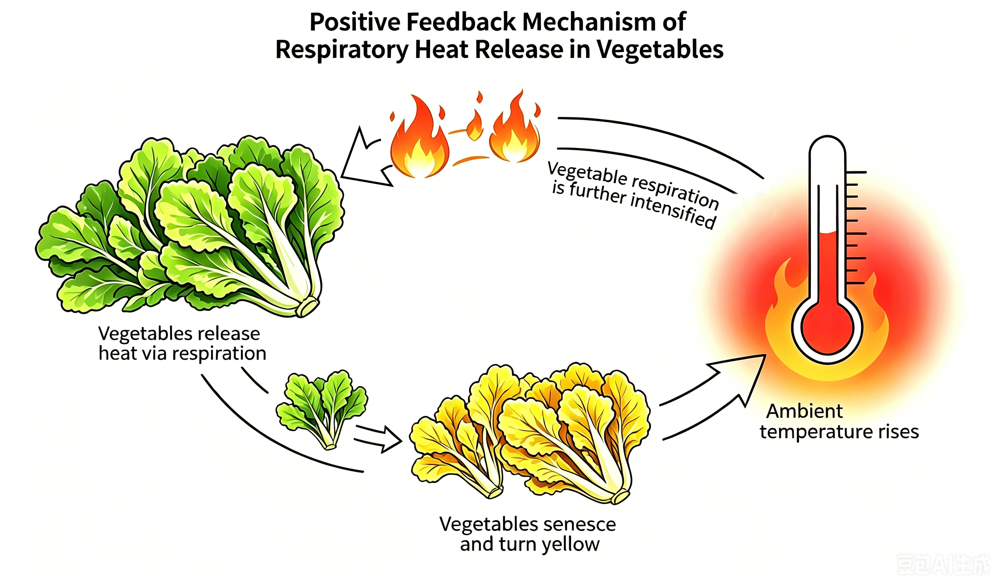 Positive Feedback Mechanism of
Respiratory Heat Release in Vegetables
Vegetable respiration
is further intensified
Vegetables release
heat via respiration
Ambient
temperature rises
Vegetables senesce
and turn yellow
豆包AI生成